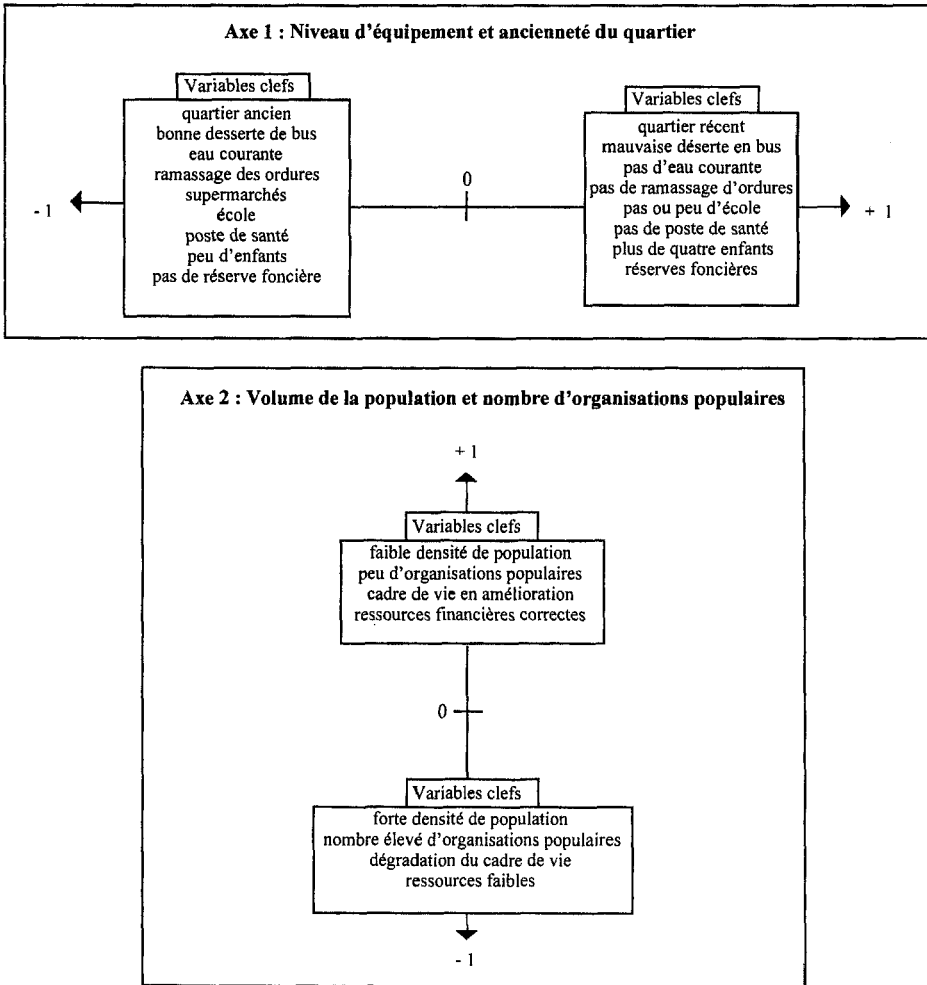 Axe 1 : Niveau d'équipement et ancienneté du quartier
Variables clefs
quartier ancien
bonne desserte de bus
eau courante
ramassage des ordures
supermarchés
école
poste de santé
peu d'enfants
pas de réserve foncière
- 1
0
Variables clefs
quartier récent
mauvaise déserte en bus
pas d'eau courante
pas de ramassage d'ordures
pas ou peu d'école
pas de poste de santé
plus de quatre enfants
réserves foncières
+ 1
Axe 2 : Volume de la population et nombre d'organisations populaires
+ 1
Variables clefs
faible densité de population
peu d'organisations populaires
cadre de vie en amélioration
ressources financières correctes
0
Variables clefs
forte densité de population
nombre élevé d'organisations populaires
dégradation du cadre de vie
ressources faibles
- 1